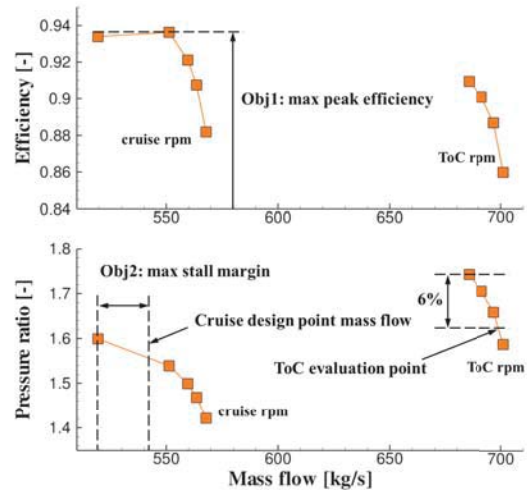 0.94
0.92
0.9
0.88
0.86
0.84
Efficiency [-]
Obj1: max peak efficiency
cruise rpm
ToC rpm
550
600
650
700
1.8
1.7
1.6
1.5
1.4
Pressure ratio [-]
Obj2: max stall margin
6%
Cruise design point mass flow
ToC evaluation point
ToC rpm
cruise rpm
550
600
650
700
Mass flow [kg/s]